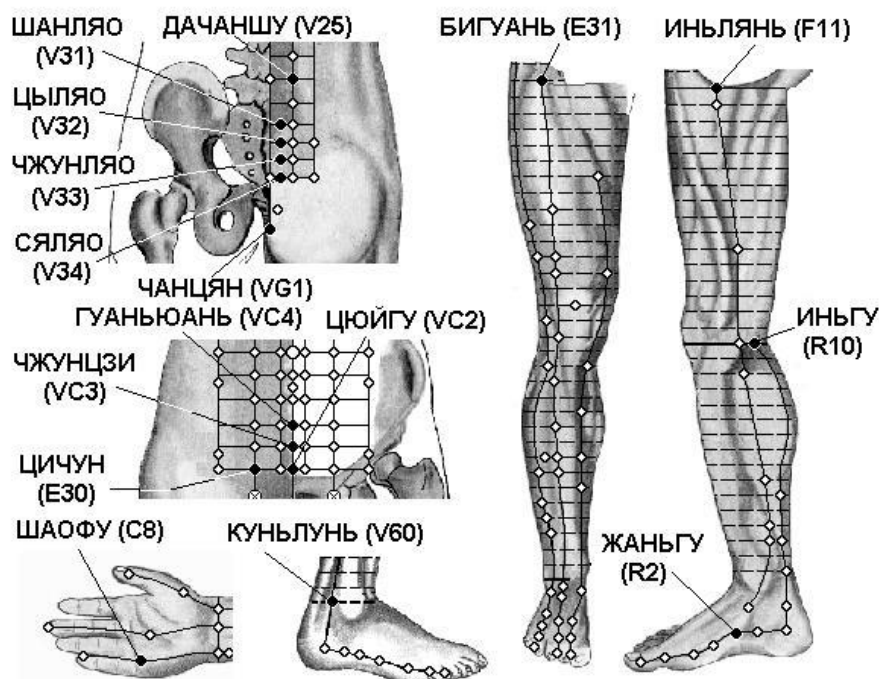 ШАНЛЯО
(V31)
ДАЧАНШУ (V25)
ЦЫЛЯО
(V32)
ЧЖУНЛЯО
(V33)
СЯЛЯО
(V34)
ЧАНЦЯН (VG1)
ГУАНЬЮАНЬ (VC4)
ЦЮЙГУ (VC2)
ЧЖУНЦЗИ
(VC3)
ЦИЧУН
(E30)
ШАОФУ (C8)
КУНЬЛУНЬ (V60)
БИГУАНЬ (E31)
ИНЬЛЯНЬ (F11)
ИНЬГУ
(R10)
ЖАНЬГУ
(R2)